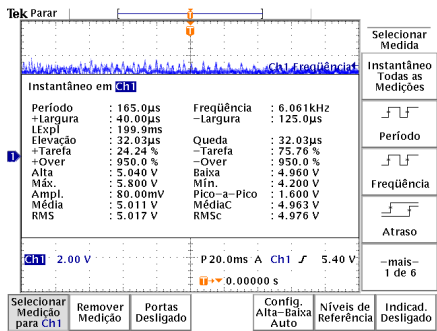 Tek Parar
T
T
Selecionar
Medida
Ch1 Freqüência
Instantâneo
Todas as
Medições
Instantâneo em Ch1
Período : 165.0µs Freqüência : 6.061kHz
+Largura : 40.00µs −Largura : 125.0µs
LExpl : 199.9ms
Elevação : 32.03µs Queda : 32.03µs
+Tarefa : 24.24 % −Tarefa : 75.76 %
+Over : 950.0 % −Over : 950.0 %
Alta : 5.040 V Baixa : 4.960 V
Máx. : 5.800 V Mín. : 4.200 V
Ampl. : 80.00mV Pico−a−Pico : 1.600 V
Média : 5.011 V MédiaC : 4.963 V
RMS : 5.017 V RMSc : 4.976 V
1
Período
Freqüência
Atraso
−mais−
1 de 6
Ch1 2.00 V P 20.0ms A Ch1 5.40 V
T 0.00000 s
Selecionar
Medição
para Ch1
Remover
Medição
Portas
Desligado
Config.
Alta−Baixa
Auto
Níveis de
Referência
Indicad.
Desligado